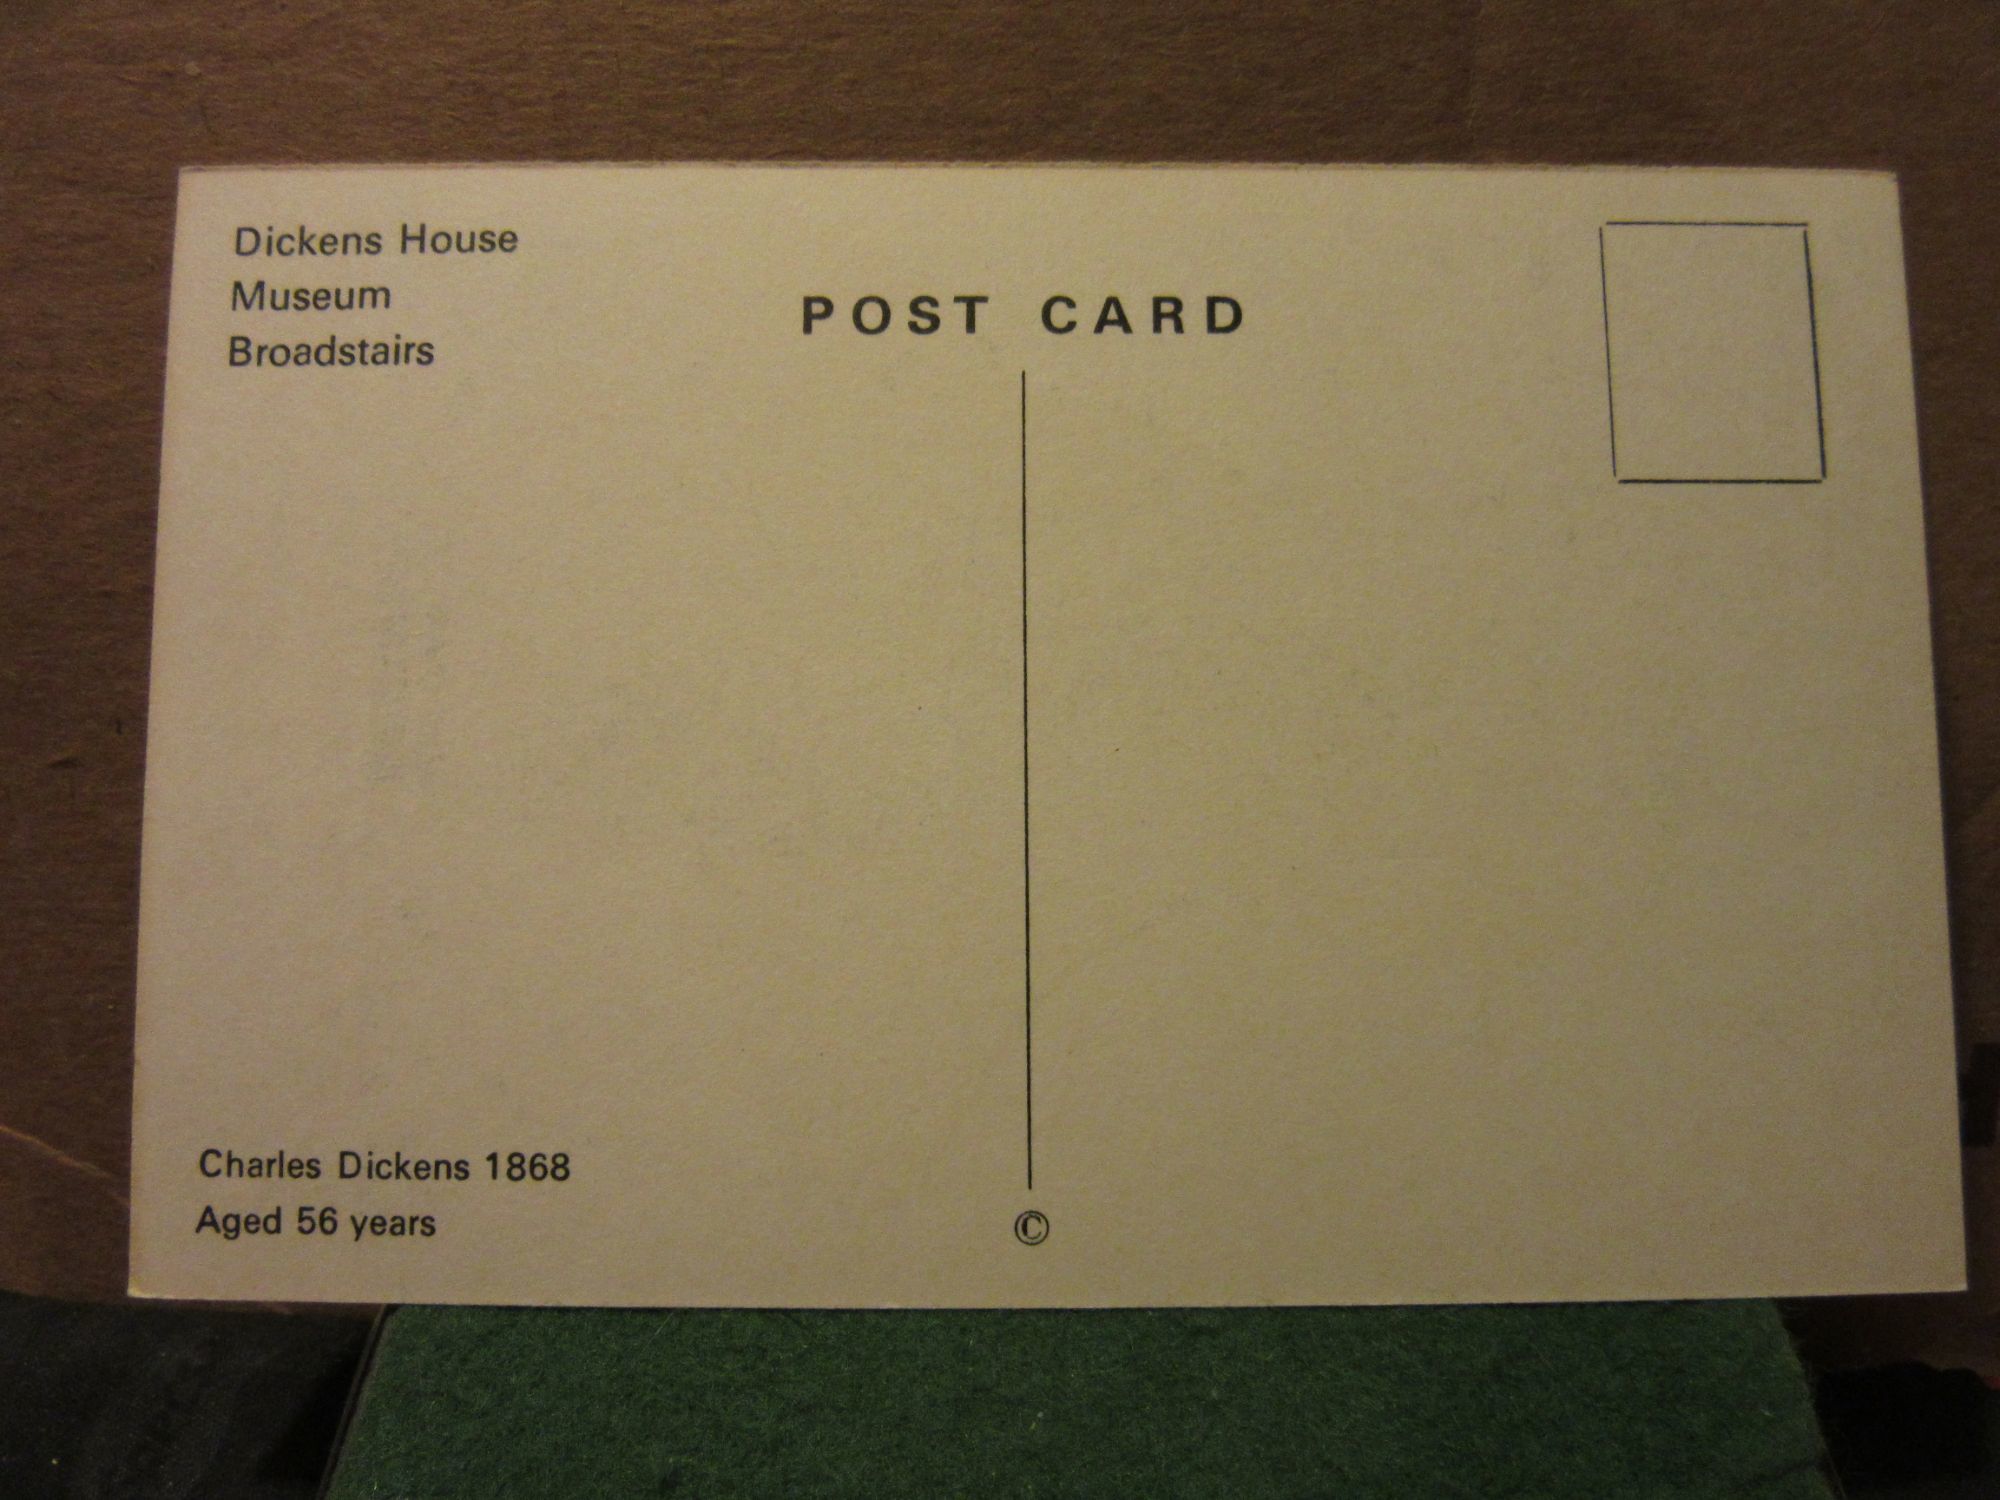 Dickens House
Museum
Broadstairs
POST CARD
Charles Dickens 1868
Aged 56 years
©